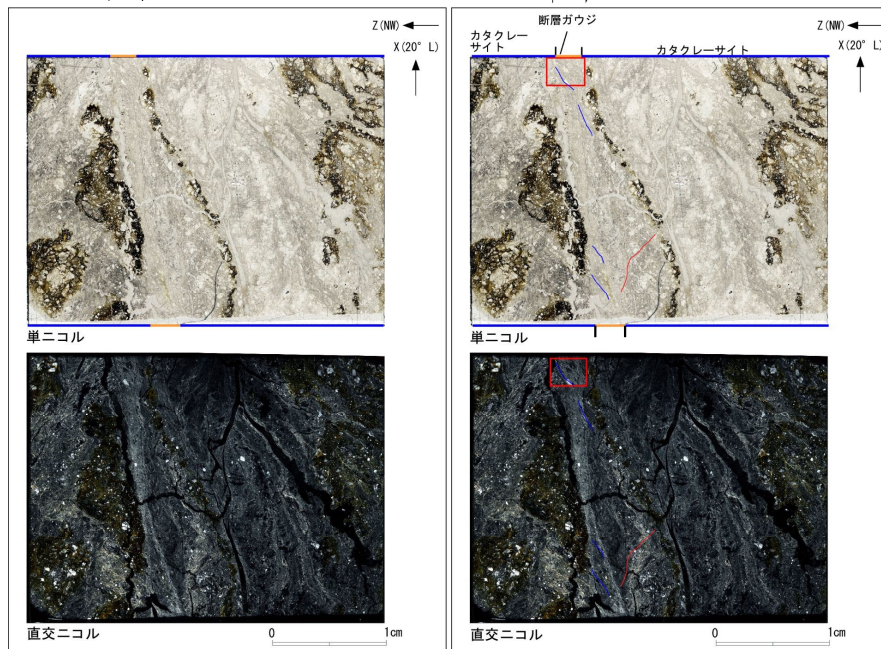 Z(NW)
X(20°L)
単ニコル
直交ニコル
0 1cm
断層ガウジ
カタクレー
サイト
カタクレーサイト
Z(NW)
X(20°L)
単ニコル
直交ニコル
0 1cm